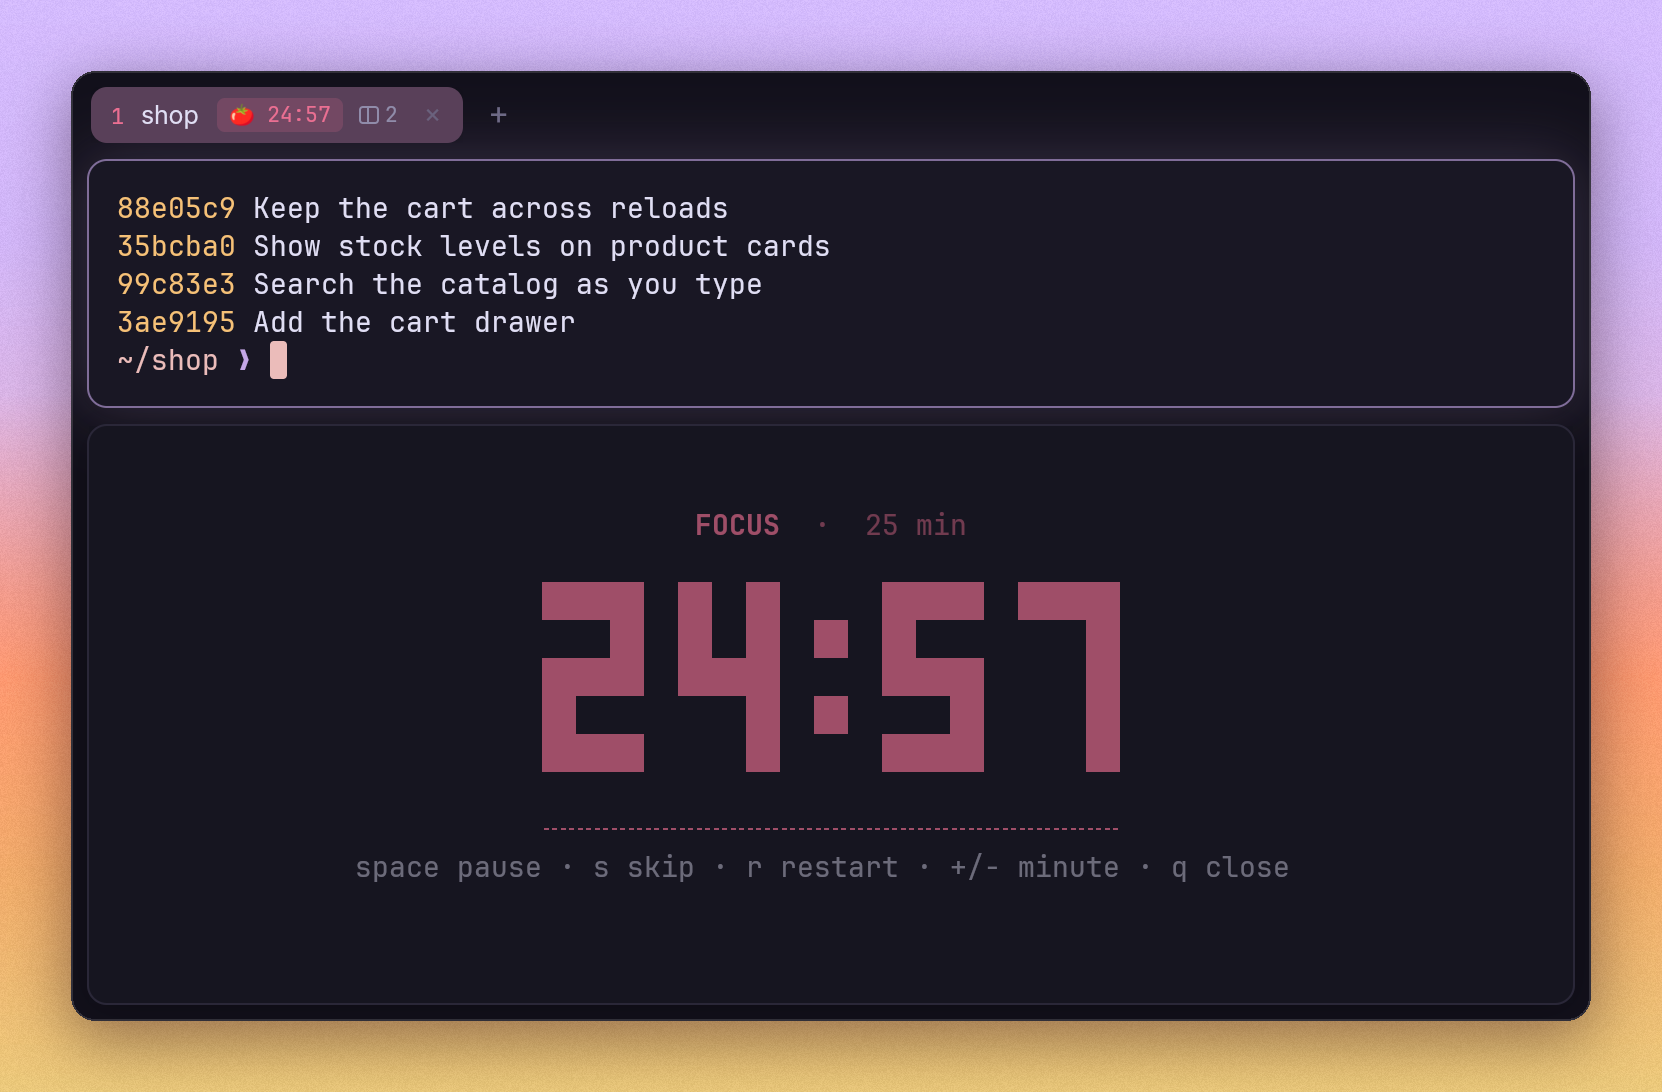 1 shop 🍅 24:57 2 × +
88e05c9 Keep the cart across reloads
35bcba0 Show stock levels on product cards
99c83e3 Search the catalog as you type
3ae9195 Add the cart drawer
~/shop ❯
FOCUS · 25 min
24:57
space pause · s skip · r restart · +/- minute · q close